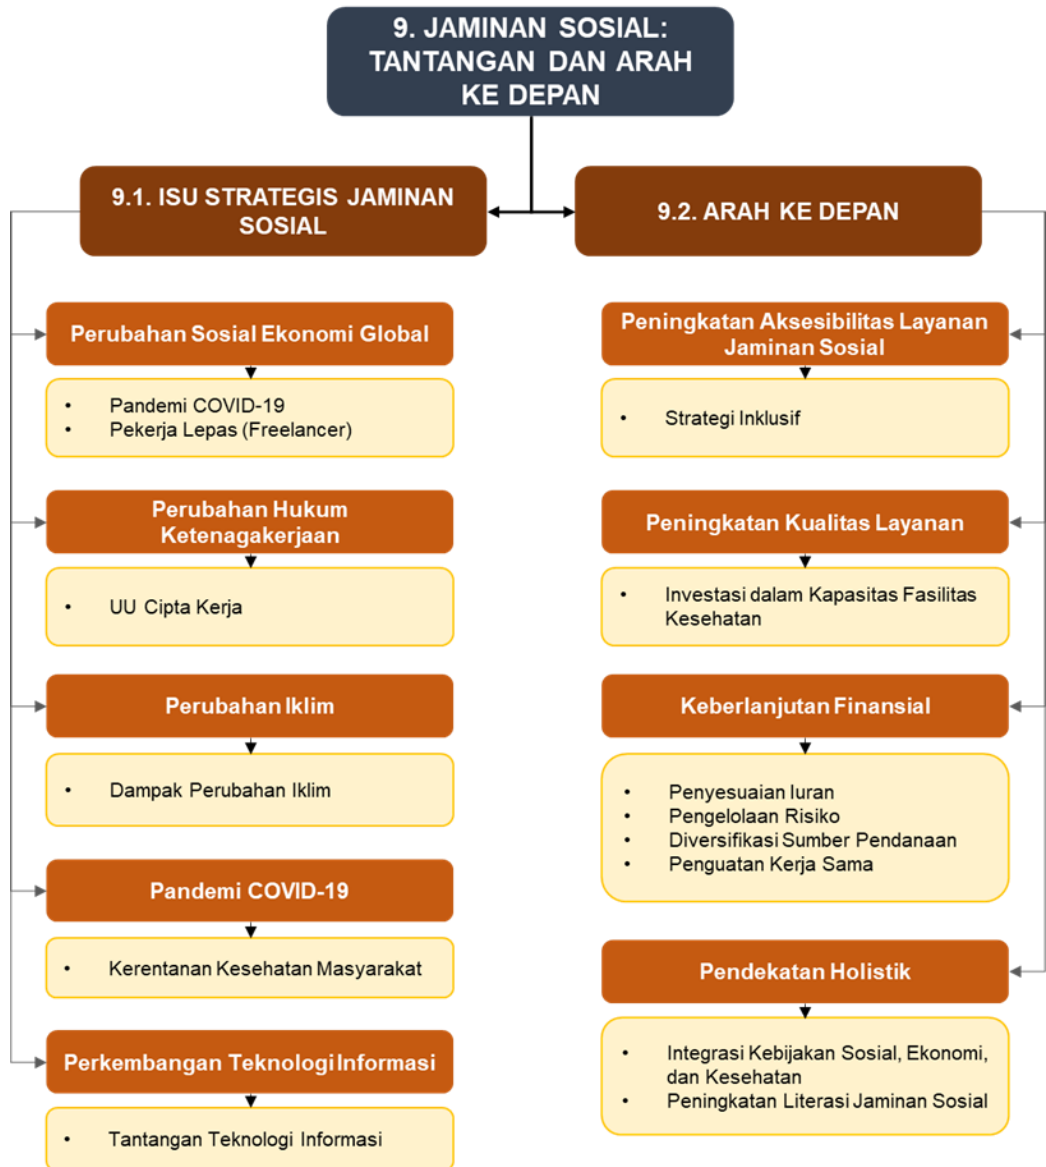 9. JAMINAN SOSIAL:
TANTANGAN DAN ARAH
KE DEPAN
9.1. ISU STRATEGIS JAMINAN
SOSIAL
Perubahan Sosial Ekonomi Global
• Pandemi COVID-19
• Pekerja Lepas (Freelancer)
Perubahan Hukum
Ketenagakerjaan
• UU Cipta Kerja
Perubahan Iklim
• Dampak Perubahan Iklim
Pandemi COVID-19
• Kerentanan Kesehatan Masyarakat
Perkembangan Teknologi Informasi
• Tantangan Teknologi Informasi
9.2. ARAH KE DEPAN
Peningkatan Aksesibilitas Layanan
Jaminan Sosial
• Strategi Inklusif
Peningkatan Kualitas Layanan
• Investasi dalam Kapasitas Fasilitas
Kesehatan
Keberlanjutan Finansial
• Penyesuaian Iuran
• Pengelolaan Risiko
• Diversifikasi Sumber Pendanaan
• Penguatan Kerja Sama
Pendekatan Holistik
• Integrasi Kebijakan Sosial, Ekonomi,
dan Kesehatan
• Peningkatan Literasi Jaminan Sosial